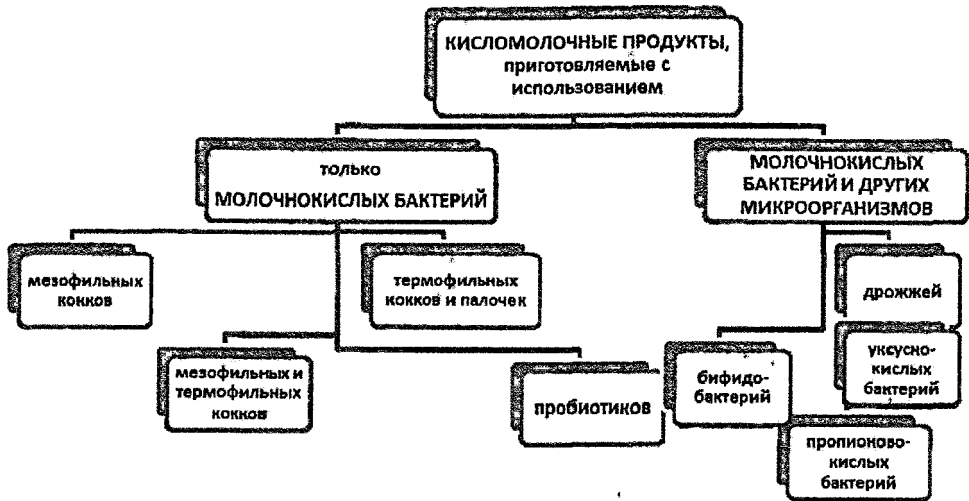 КИСЛОМОЛОЧНЫЕ ПРОДУКТЫ,
приготовляемые с
использованием
только
МОЛОЧНОКИСЛЫХ БАКТЕРИЙ
МОЛОЧНОКИСЛЫХ
БАКТЕРИЙ И ДРУГИХ
МИКРООРГАНИЗМОВ
мезофильных
кокков
термофильных
кокков и палочек
дрожжей
мезофильных и
термофильных
кокков
пробиотиков
бифидо-
бактерий
уксусно-
кислых
бактерий
пропионово-
кислых
бактерий